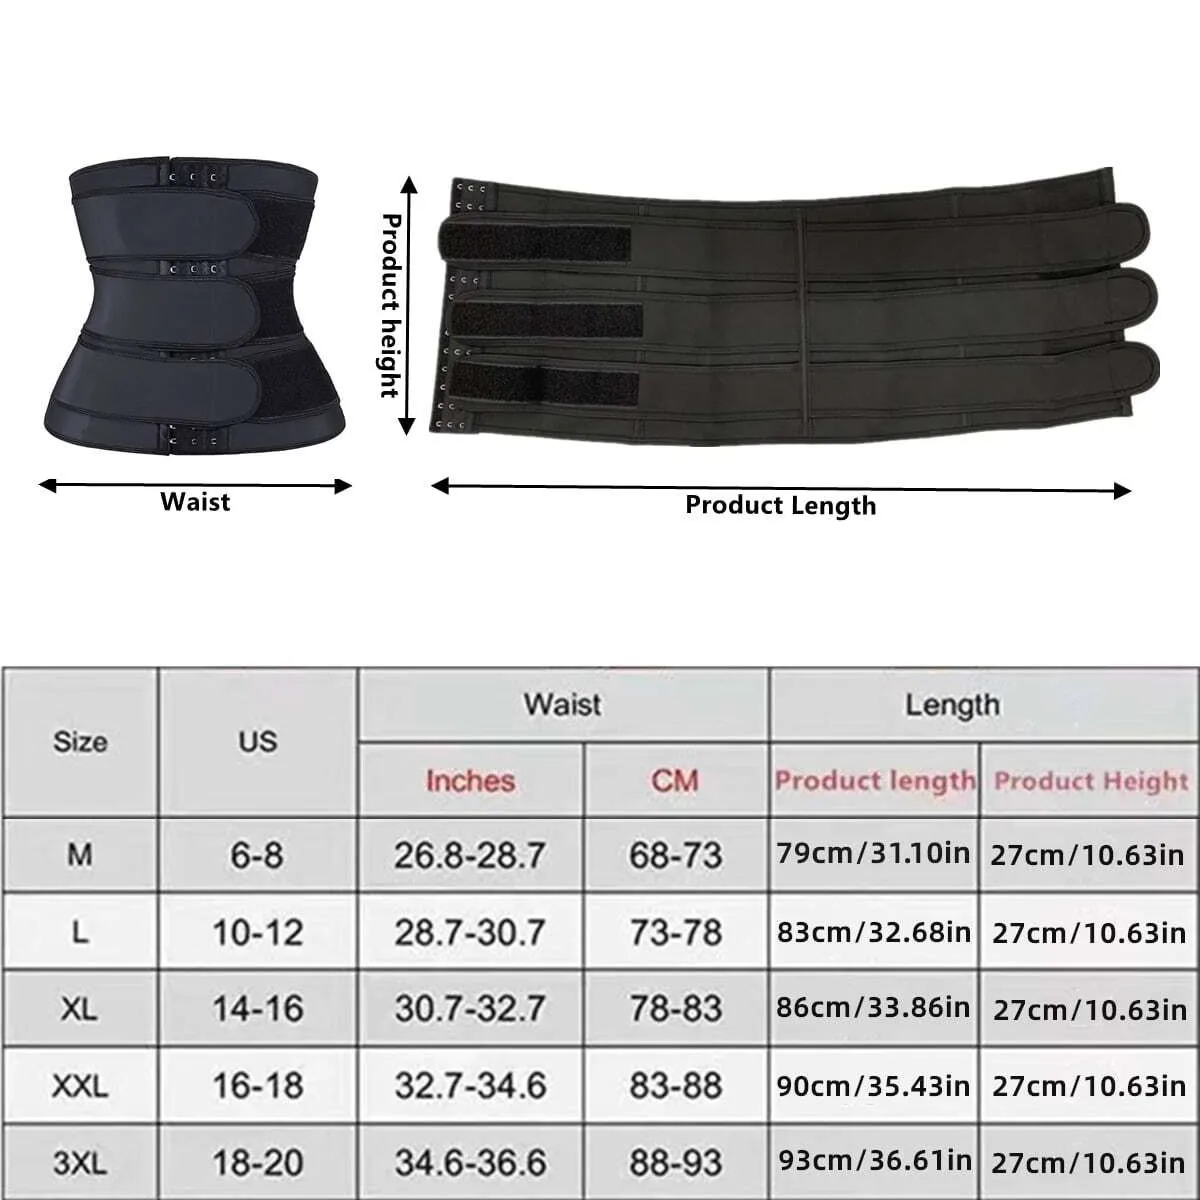 Product height
Waist
Product Length
Size US Waist Length
Inches CM Product length Product Height
M 6-8 26.8-28.7 68-73 79cm/31.10in 27cm/10.63in
L 10-12 28.7-30.7 73-78 83cm/32.68in 27cm/10.63in
XL 14-16 30.7-32.7 78-83 86cm/33.86in 27cm/10.63in
XXL 16-18 32.7-34.6 83-88 90cm/35.43in 27cm/10.63in
3XL 18-20 34.6-36.6 88-93 93cm/36.61in 27cm/10.63in